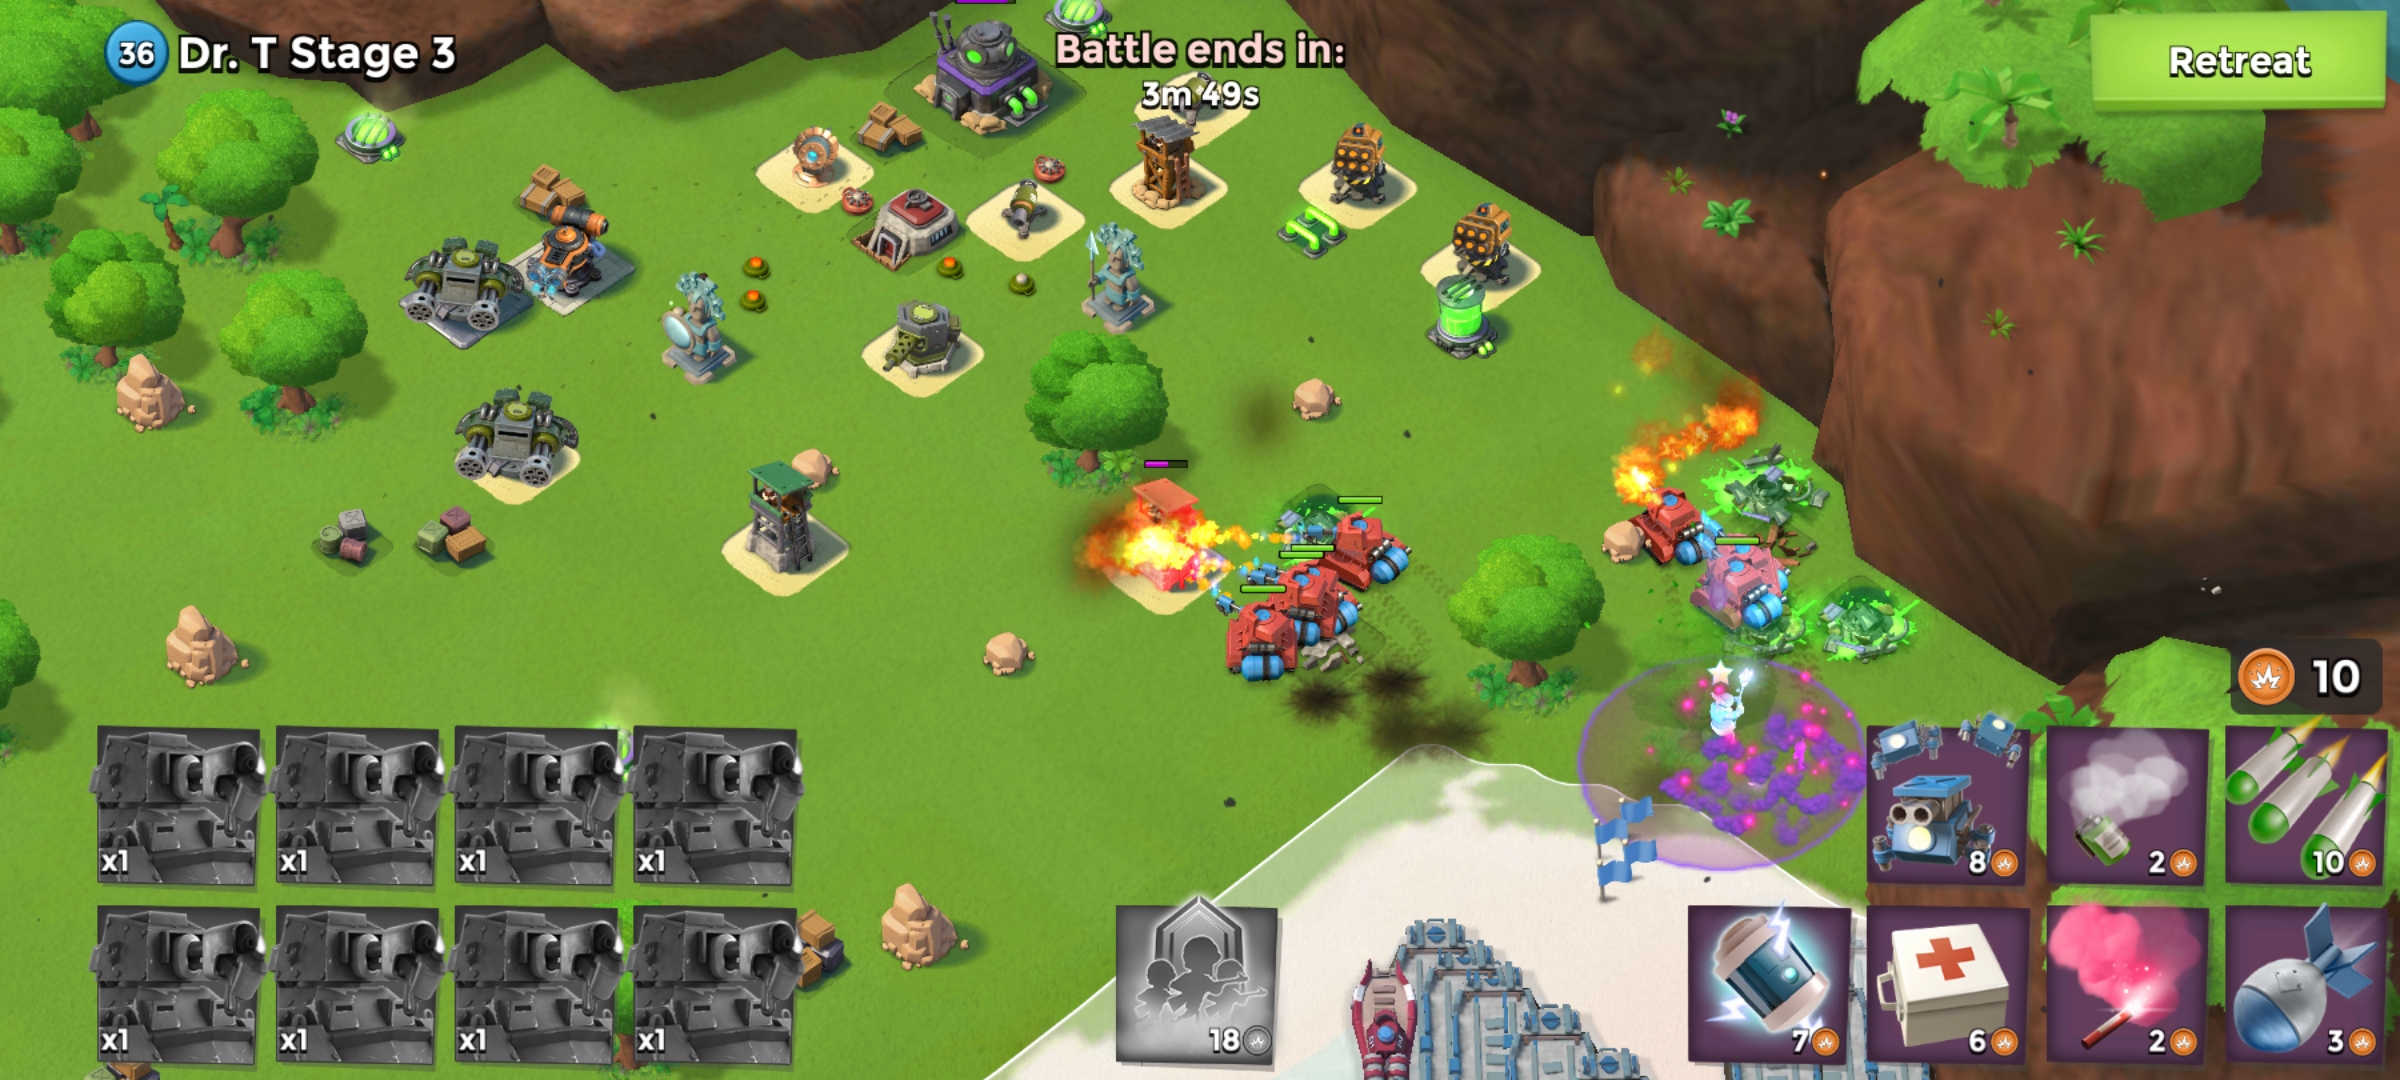 36 Dr. T Stage 3
Battle ends in:
3m 49s
Retreat
10
x1 x1 x1 x1
8 2 10
x1 x1 x1 x1
18 7 6 2 3